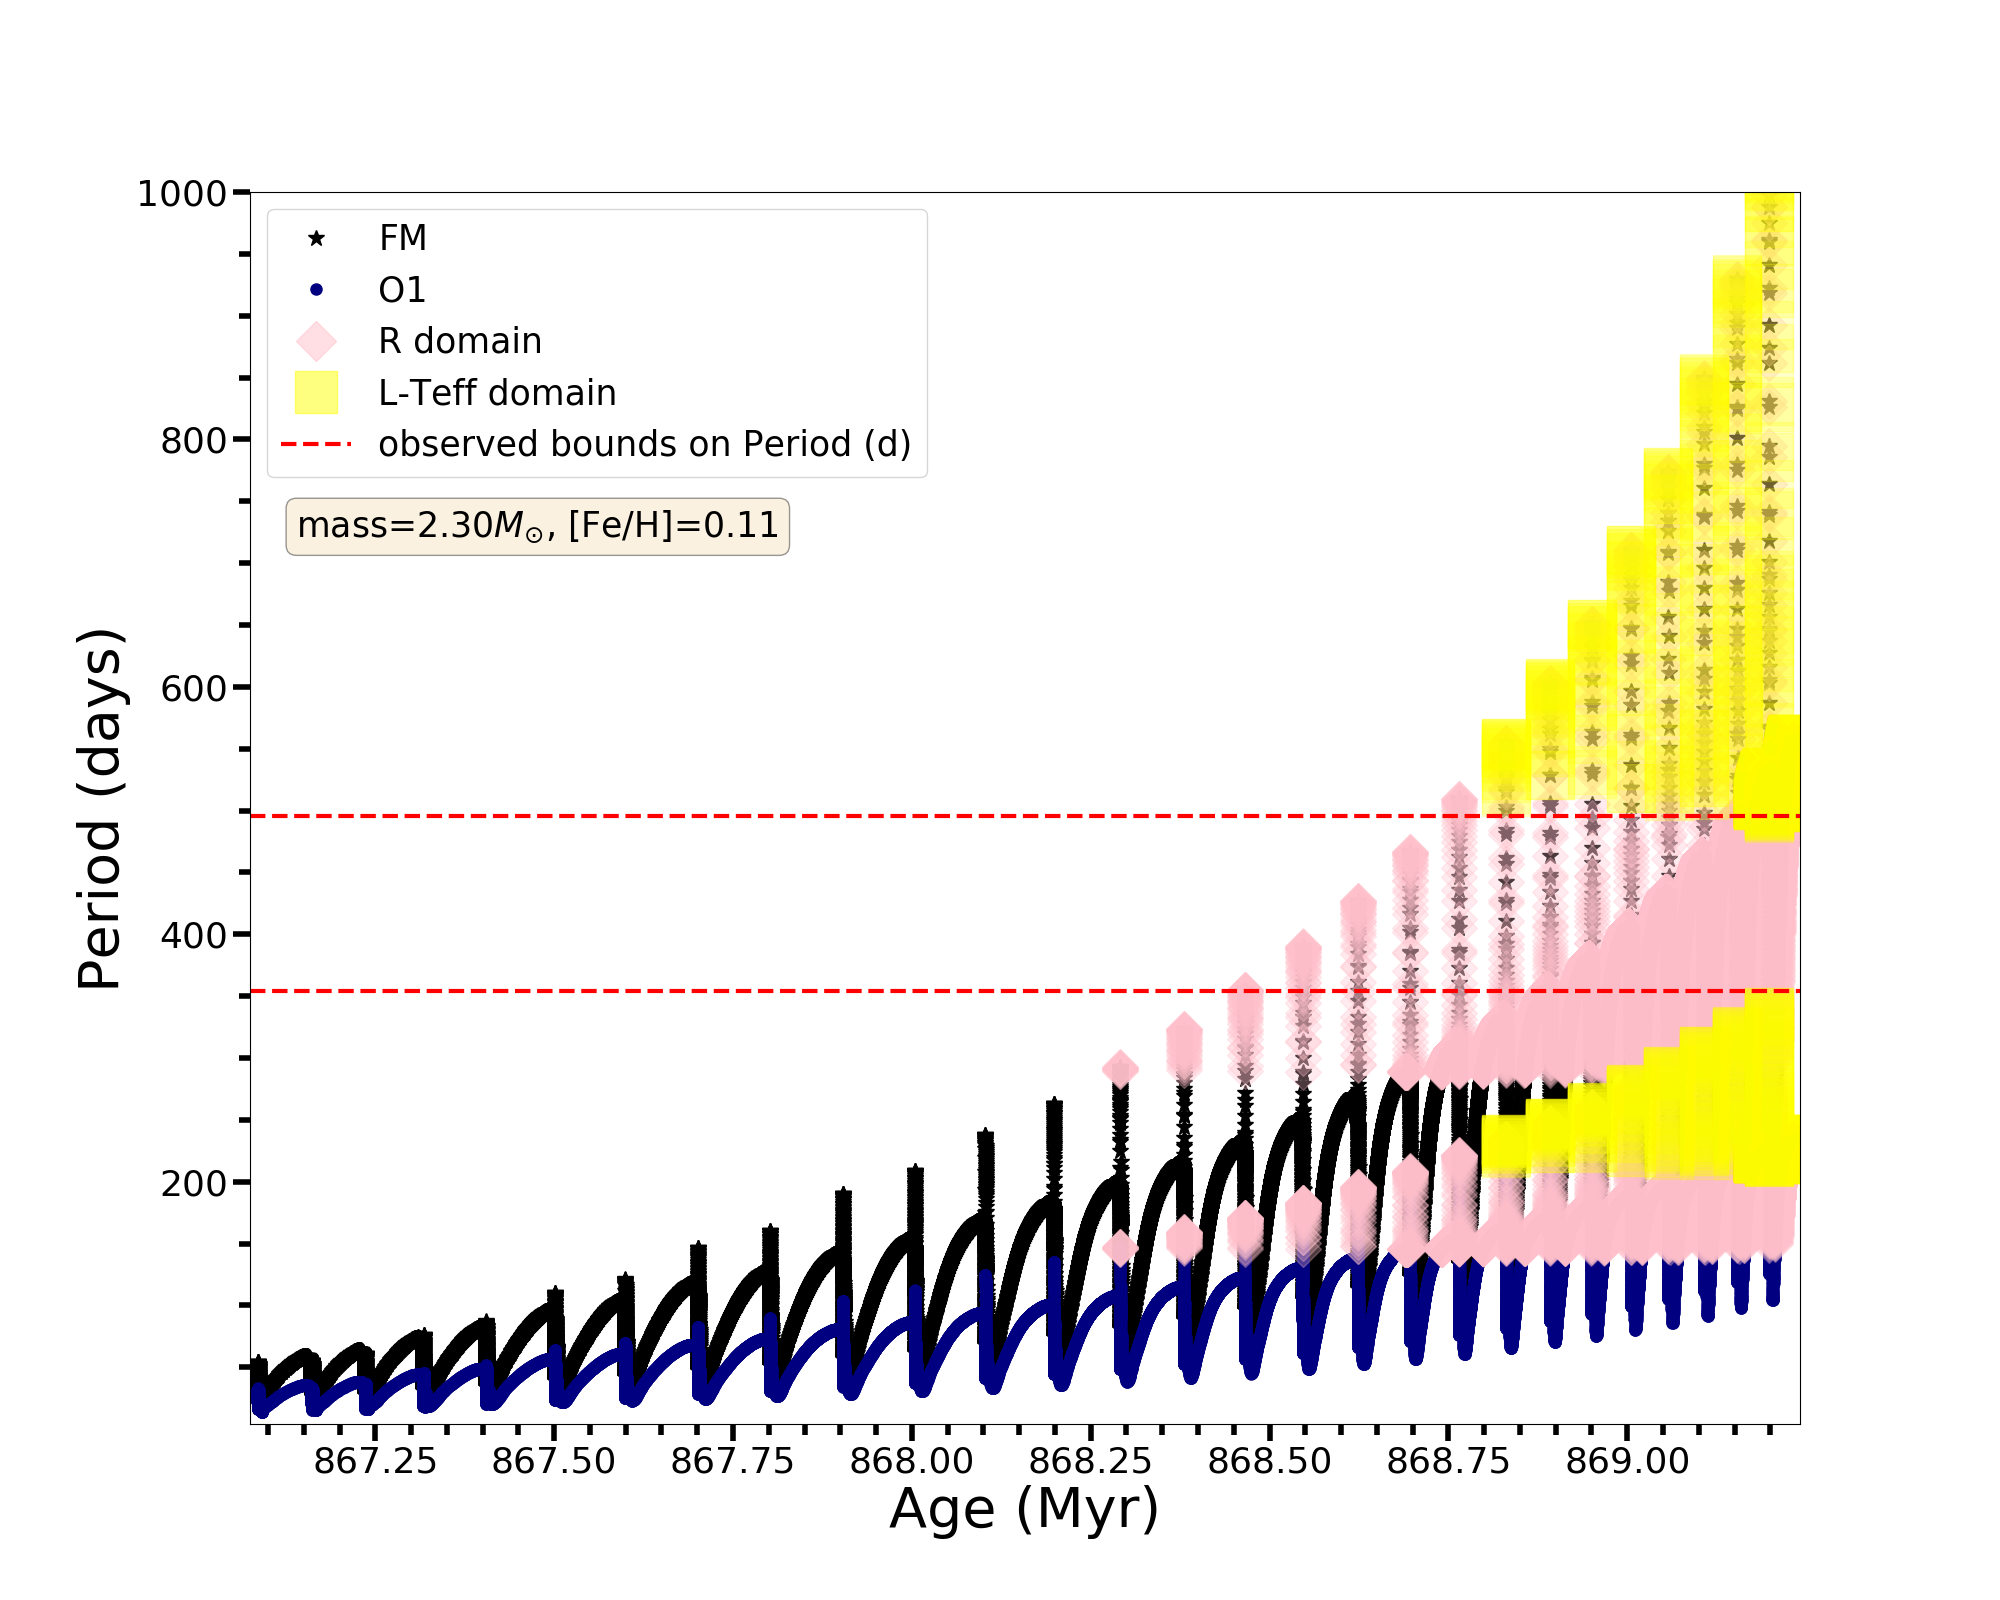 1000
800
600
400
200
Period (days)
FM
O1
R domain
L-Teff domain
observed bounds on Period (d)
mass=2.30M⊙, [Fe/H]=0.11
867.25 867.50 867.75 868.00 868.25 868.50 868.75 869.00
Age (Myr)